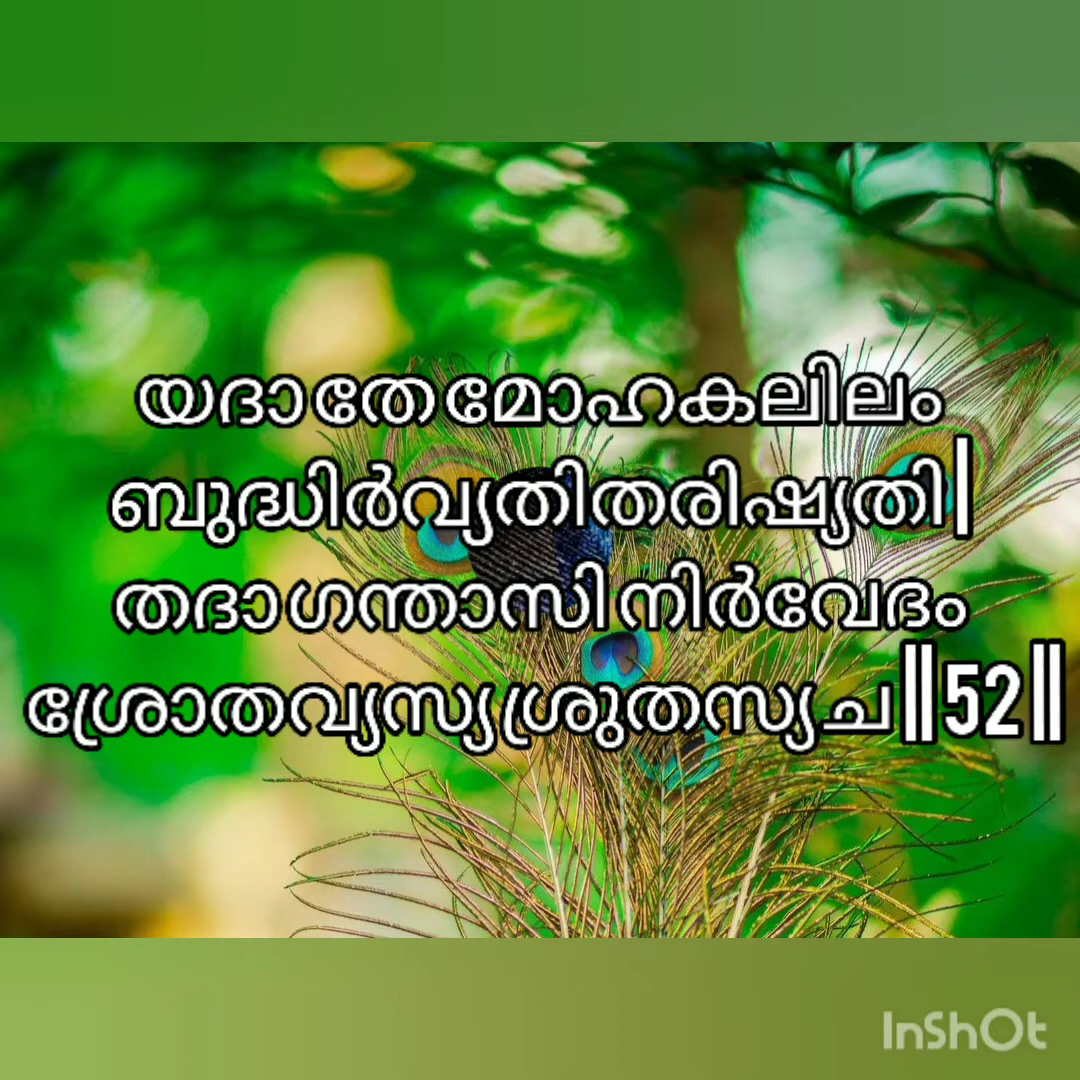 യദാ തേ മോഹകലിലം
ബുദ്ധിർവ്യതിതരിഷ്യതി|
തദാ ഗന്താസി നിർവേദം
ശ്രോതവ്യസ്യ ശ്രുതസ്യ ച ||52||
InShOt